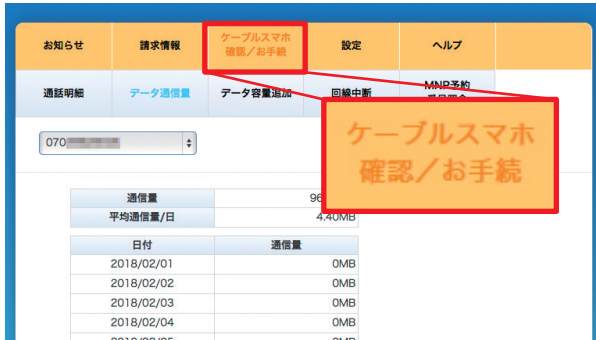 お知らせ
請求情報
ケーブルスマホ
確認／お手続
設定
ヘルプ
通話明細
データ通信量
データ容量追加
回線中断
MNP予約
ケーブルスマホ
確認／お手続
070
通信量
96
平均通信量/日
4.40MB
日付
通信量
2018/02/01
0MB
2018/02/02
0MB
2018/02/03
0MB
2018/02/04
0MB